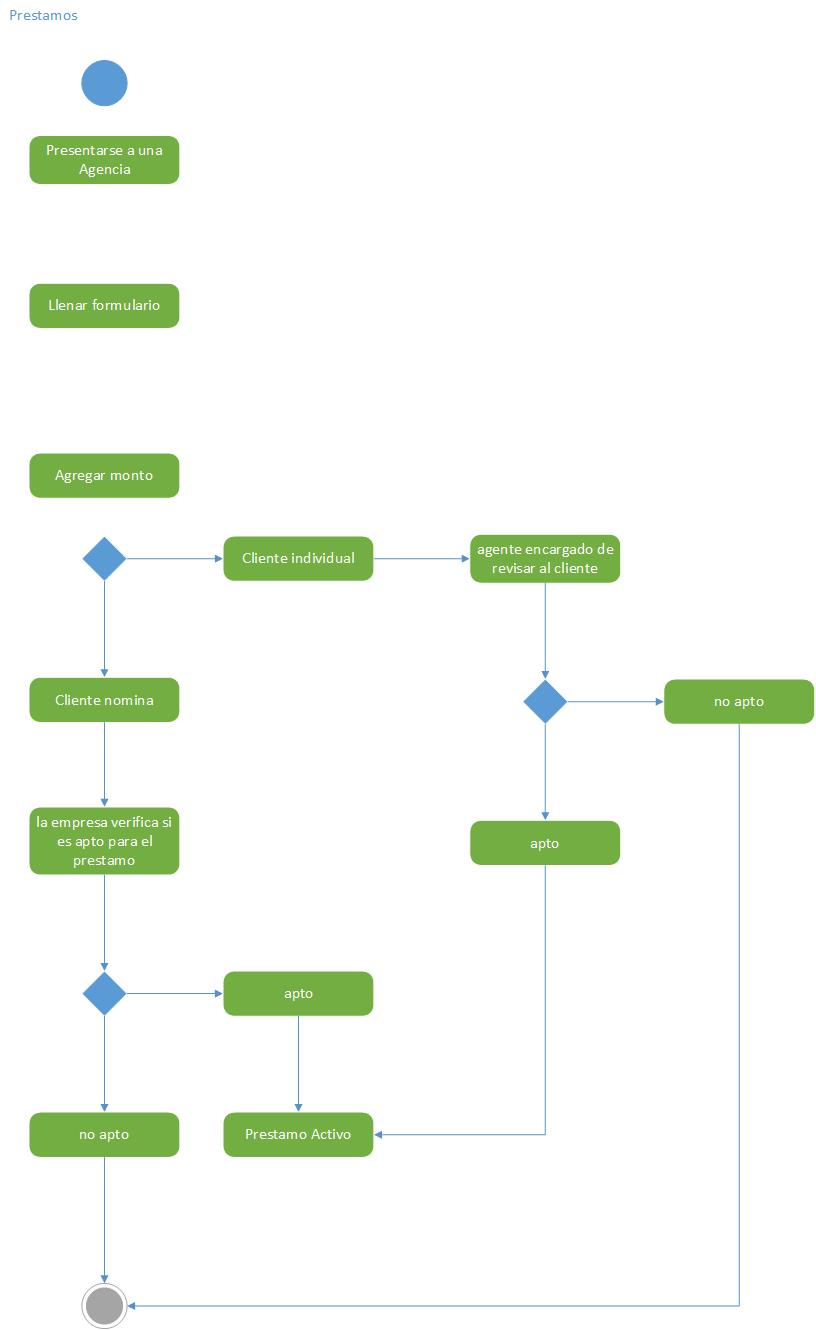 Prestamos
Presentarse a una
Agencia
Llenar formulario
Agregar monto
Cliente individual
agente encargado de
revisar al cliente
Cliente nomina
no apto
la empresa verifica si
es apto para el
prestamo
apto
apto
no apto
Prestamo Activo